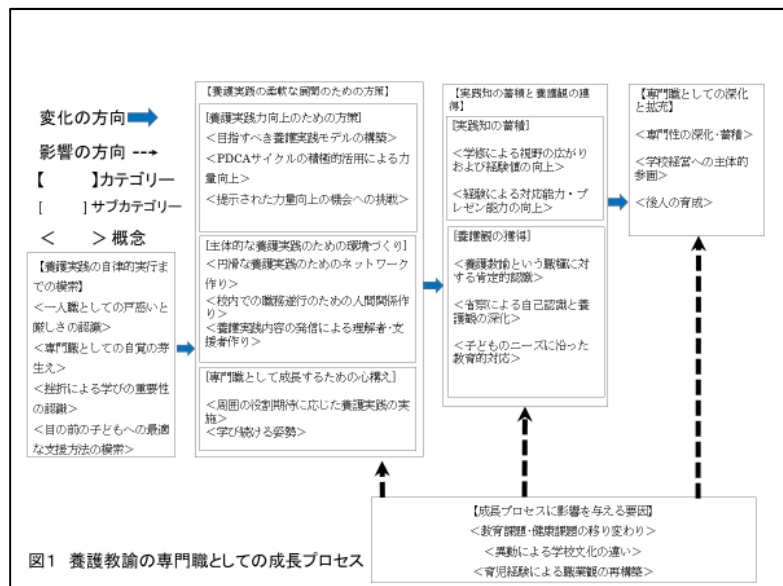 変化の方向
影響の方向
【　　　】カテゴリー
[　　　] サブカテゴリー
＜　　　＞概念
【養護実践の自律的実行ま
での模索】
＜一人職としての戸惑いと
厳しさの認識＞
＜専門職としての自覚の芽
生え＞
＜挫折による学びの重要性
の認識＞
＜目の前の子どもへの最適
な支援方法の模索＞
【養護実践の柔軟な展開のための方策】
[養護実践力向上のための方策]
＜目指すべき養護実践モデルの構築＞
＜PDCAサイクルの積極的活用による力
量向上＞
＜提示された力量向上の機会への挑戦＞
[主体的な養護実践のための環境づくり]
＜円滑な養護実践のためのネットワーク
作り＞
＜校内での職務遂行のための人間関係作
り＞
＜養護実践内容の発信による理解者・支
援者作り＞
[専門職として成長するための心構え]
＜周囲の役割期待に応じた養護実践の実
施＞
＜学び続ける姿勢＞
【実践知の蓄積と養護観の獲
得】
[実践知の蓄積]
＜学修による視野の広がり
および経験値の向上＞
＜経験による対応能力・プ
レゼン能力の向上＞
[養護観の獲得]
＜養護教諭という職種に
対する肯定的認識＞
＜省察による自己認識と養
護観の深化＞
＜子どものニーズに沿った
教育的対応＞
【専門職としての深化
と拡充】
＜専門性の深化・蓄積＞
＜学校経営への主体的
参画＞
＜後人の育成＞
【成長プロセスに影響を与える要因】
＜教育課題・健康課題の移り変わり＞
＜異動による学校文化の違い＞
＜育児経験による職業観の再構築＞
図1　養護教諭の専門職としての成長プロセス